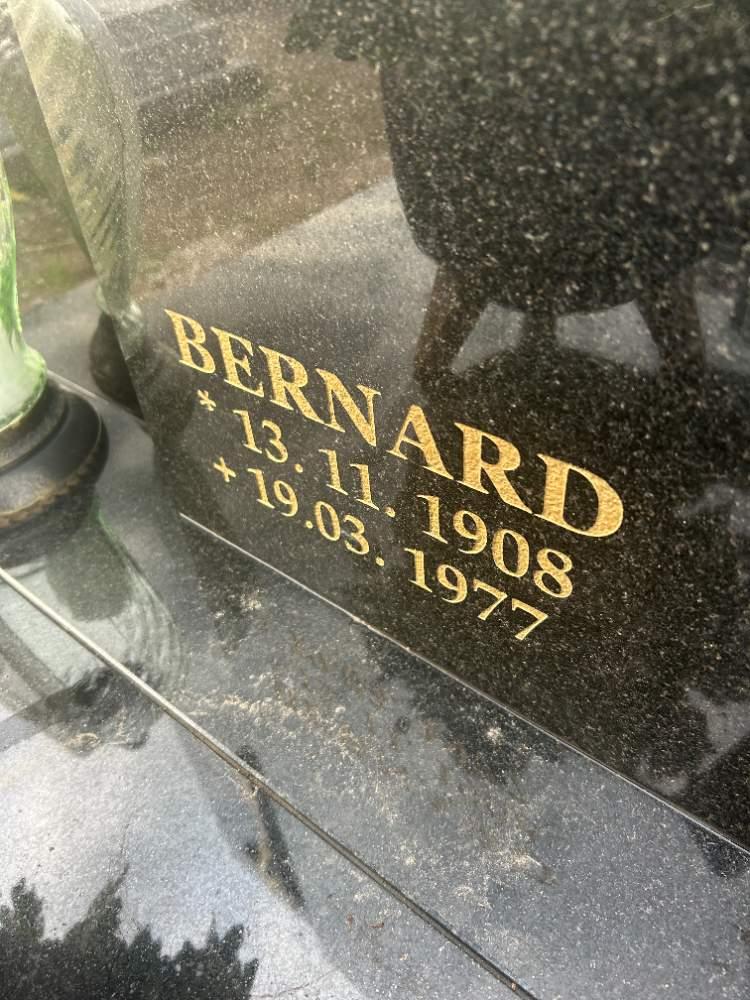 BERNARD
* 13. 11. 1908
+ 19.03. 1977